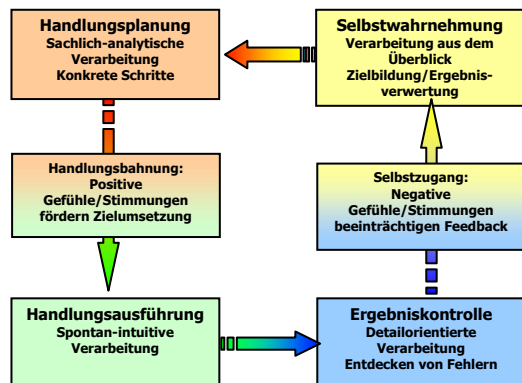 Handlungsplanung
Sachlich-analytische
Verarbeitung
Konkrete Schritte
Selbstwahrnehmung
Verarbeitung aus dem
Überblick
Zielbildung/Ergebnis-
verwertung
Handlungsbahnung:
Positive
Gefühle/Stimmungen
fördern Zielumsetzung
Selbstzugang:
Negative
Gefühle/Stimmungen
beeinträchtigen Feedback
Handlungsausführung
Spontan-intuitive
Verarbeitung
Ergebniskontrolle
Detailorientierte
Verarbeitung
Entdecken von Fehlern